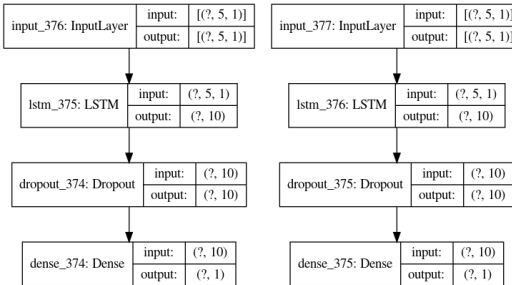 input_376: InputLayer input: [(?, 5, 1)]
output: [(?, 5, 1)]
input_377: InputLayer input: [(?, 5, 1)]
output: [(?, 5, 1)]
lstm_375: LSTM input: (?, 5, 1)
output: (?, 10)
lstm_376: LSTM input: (?, 5, 1)
output: (?, 10)
dropout_374: Dropout input: (?, 10)
output: (?, 10)
dropout_375: Dropout input: (?, 10)
output: (?, 10)
dense_374: Dense input: (?, 10)
output: (?, 1)
dense_375: Dense input: (?, 10)
output: (?, 1)